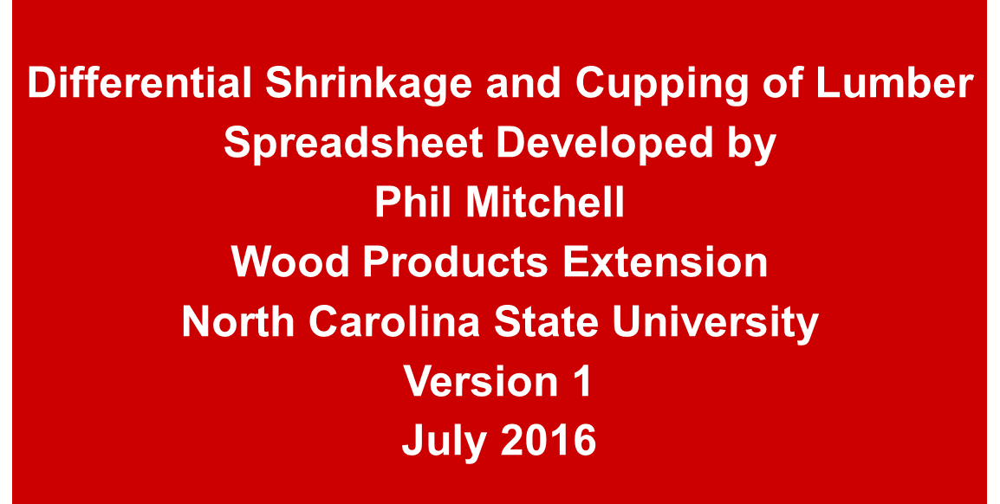 Differential Shrinkage and Cupping of Lumber
Spreadsheet Developed by
Phil Mitchell
Wood Products Extension
North Carolina State University
Version 1
July 2016